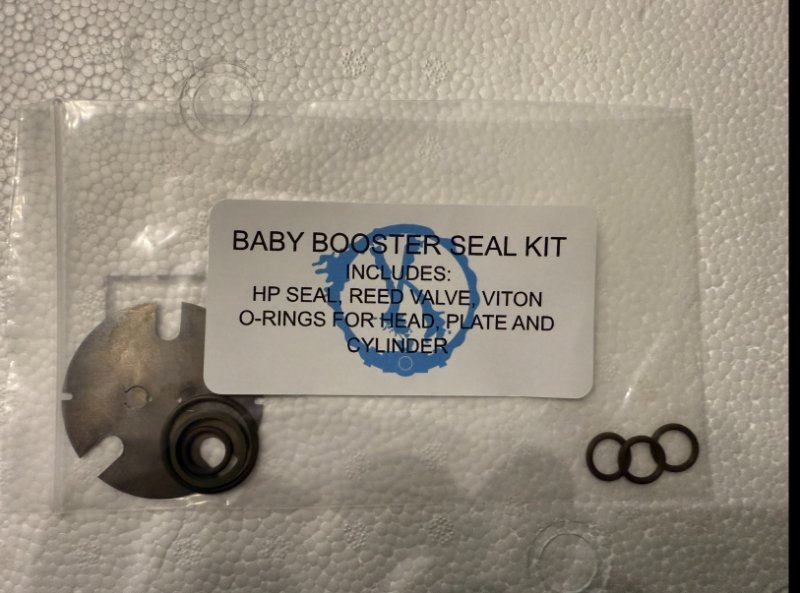 BABY BOOSTER SEAL KIT
INCLUDES:
HP SEAL, REED VALVE, VITON
O-RINGS FOR HEAD, PLATE AND
CYLINDER